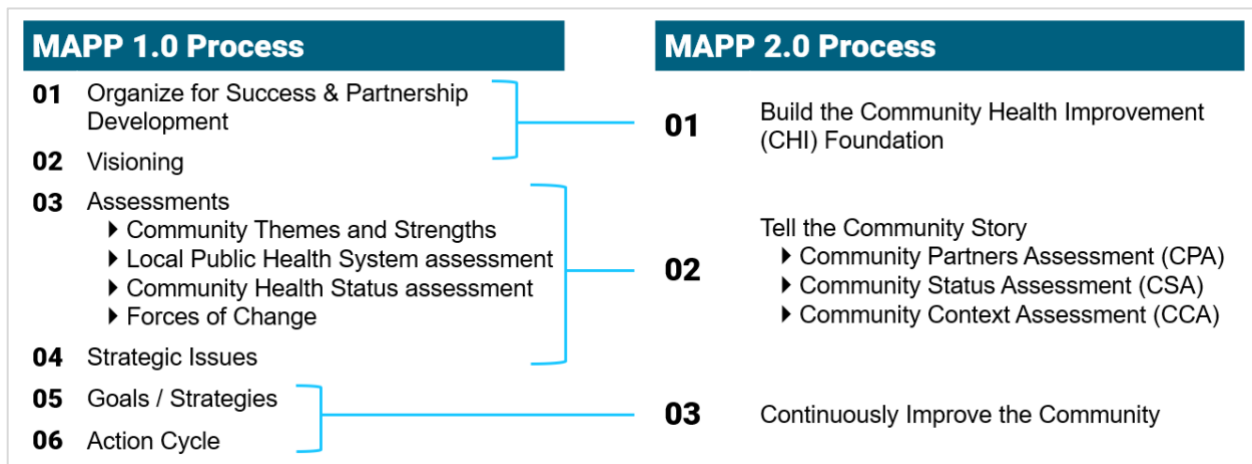 MAPP 1.0 Process
01 Organize for Success & Partnership
Development
02 Visioning
03 Assessments
Community Themes and Strengths
Local Public Health System assessment
Community Health Status assessment
Forces of Change
04 Strategic Issues
05 Goals / Strategies
06 Action Cycle
MAPP 2.0 Process
01 Build the Community Health Improvement
(CHI) Foundation
02 Tell the Community Story
Community Partners Assessment (CPA)
Community Status Assessment (CSA)
Community Context Assessment (CCA)
03 Continuously Improve the Community